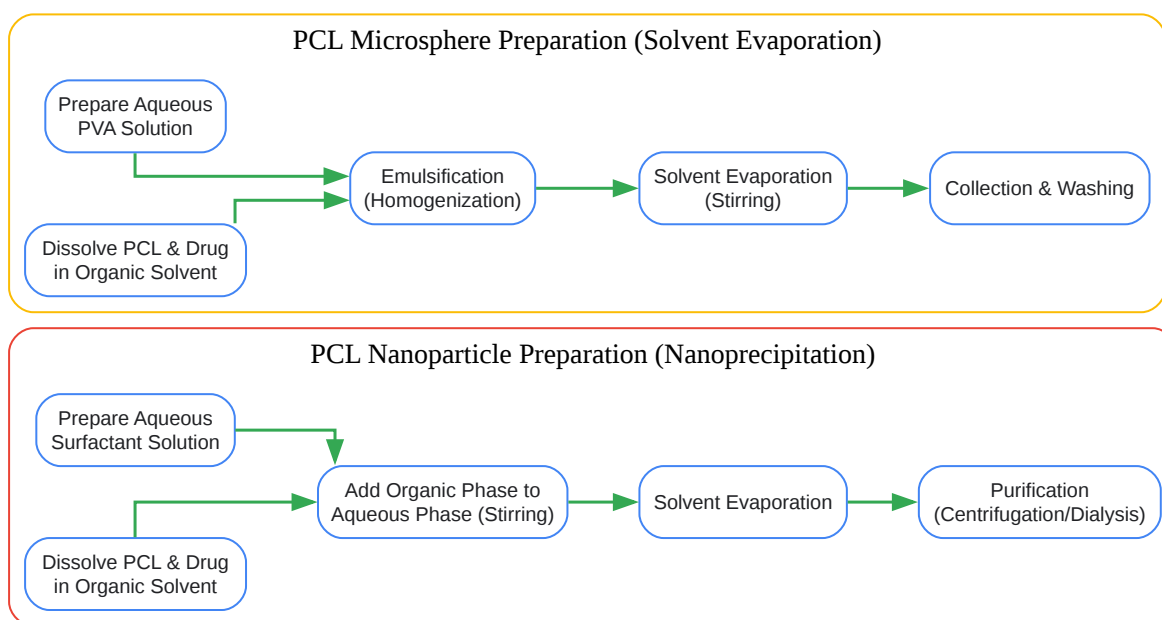 PCL Microsphere Preparation (Solvent Evaporation)
Prepare Aqueous
PVA Solution
Dissolve PCL & Drug
in Organic Solvent
Emulsification
(Homogenization)
Solvent Evaporation
(Stirring)
Collection & Washing
PCL Nanoparticle Preparation (Nanoprecipitation)
Prepare Aqueous
Surfactant Solution
Dissolve PCL & Drug
in Organic Solvent
Add Organic Phase to
Aqueous Phase (Stirring)
Solvent Evaporation
Purification
(Centrifugation/Dialysis)